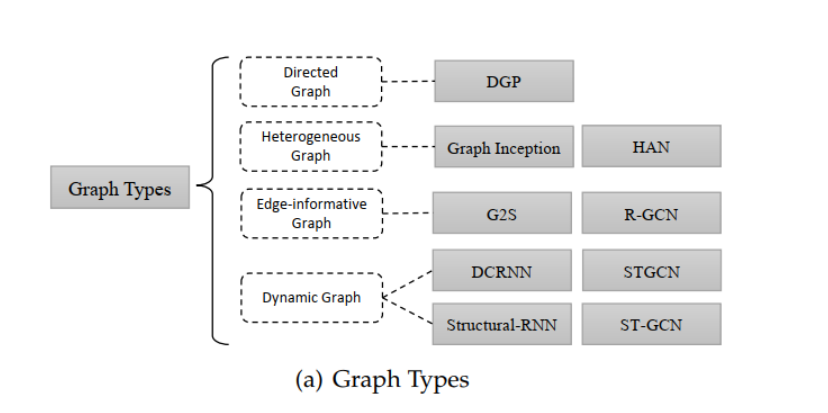 Directed
Graph
DGP
Heterogeneous
Graph
Graph Inception
HAN
Graph Types
Edge-informative
Graph
G2S
R-GCN
Dynamic Graph
DCRNN
STGCN
Structural-RNN
ST-GCN
(a) Graph Types